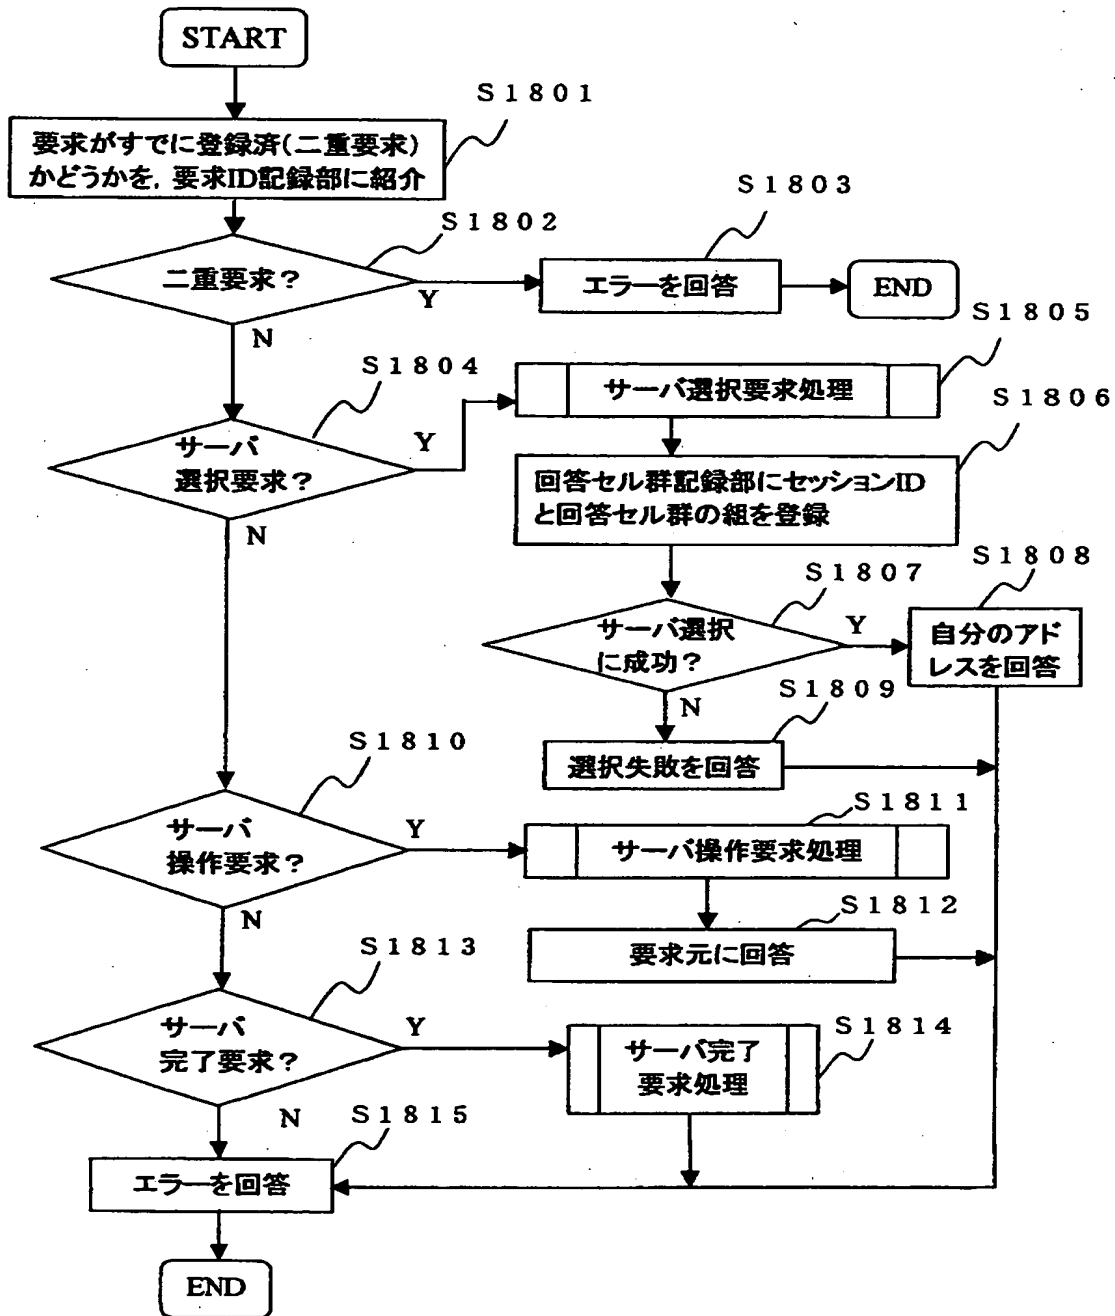 START
S1801
要求がすでに登録済(二重要求)
かどうかを,要求ID記録部に紹介
S1802
S1803
二重要求?
Y
エラーを回答
END
N
S1804
S1805
サーバ
選択要求?
Y
サーバ選択要求処理
S1806
N
回答セル群記録部にセッションID
と回答セル群の組を登録
S1807
S1808
サーバ選択
に成功?
Y
自分のアド
レスを回答
N
S1809
選択失敗を回答
S1810
S1811
サーバ
操作要求?
Y
サーバ操作要求処理
N
S1812
要求元に回答
S1813
サーバ
完了要求?
Y
S1814
サーバ完了
要求処理
N
S1815
エラーを回答
END